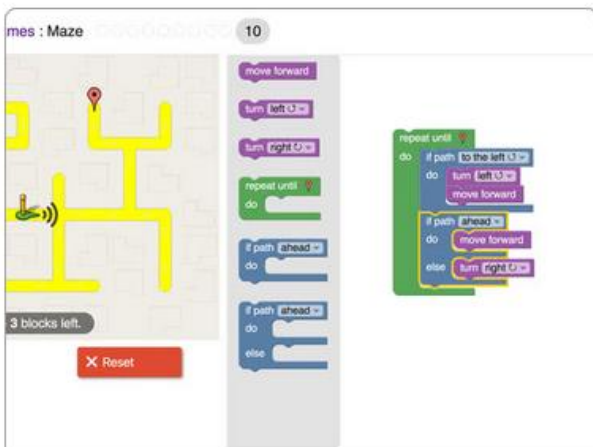 mes : Maze
10
3 blocks left.
Reset
move forward
turn left ↺
turn right ↻
repeat until
do
if path ahead
do
if path ahead
do
else
repeat until
do
if path to the left ↺
do
turn left ↺
move forward
if path ahead
do
move forward
else
turn right ↻